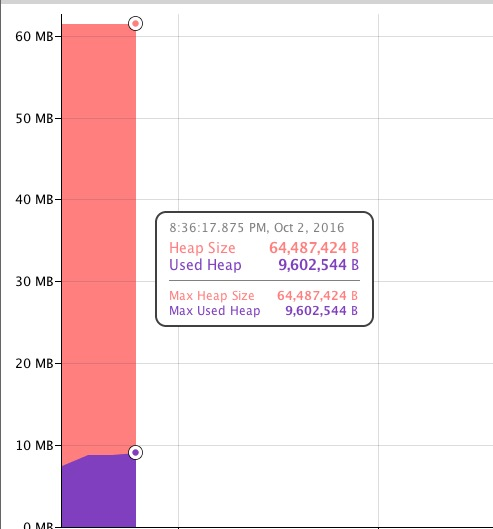 60 MB
50 MB
40 MB
8:36:17.875 PM, Oct 2, 2016
Heap Size 64,487,424 B
Used Heap 9,602,544 B
Max Heap Size 64,487,424 B
Max Used Heap 9,602,544 B
30 MB
20 MB
10 MB
0 MB